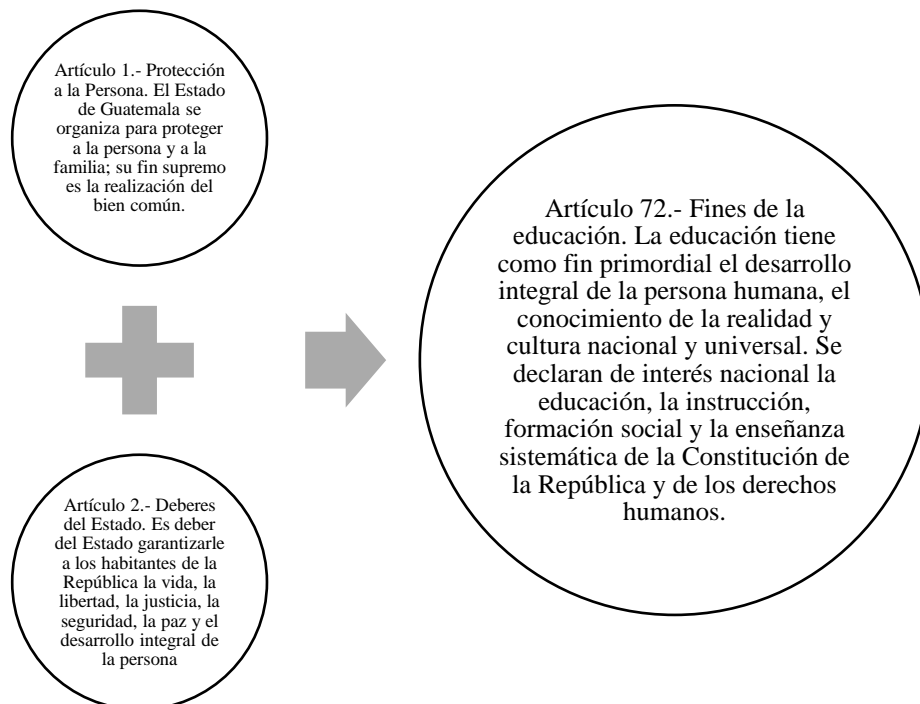 Artículo 1.- Protección
a la Persona. El Estado
de Guatemala se
organiza para proteger
a la persona y a la
familia; su fin supremo
es la realización del
bien común.
Artículo 2.- Deberes
del Estado. Es deber
del Estado garantizarle
a los habitantes de la
República la vida, la
libertad, la justicia, la
seguridad, la paz y el
desarrollo integral de
la persona
Artículo 72.- Fines de la
educación. La educación tiene
como fin primordial el desarrollo
integral de la persona humana, el
conocimiento de la realidad y
cultura nacional y universal. Se
declaran de interés nacional la
educación, la instrucción,
formación social y la enseñanza
sistemática de la Constitución de
la República y de los derechos
humanos.